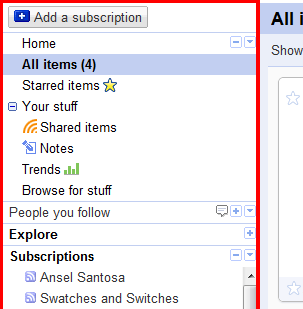 Add a subscription
Home
All items (4)
Starred items
Your stuff
Shared items
Notes
Trends
Browse for stuff
People you follow
Explore
Subscriptions
Ansel Santosa
Swatches and Switches
All i
Show